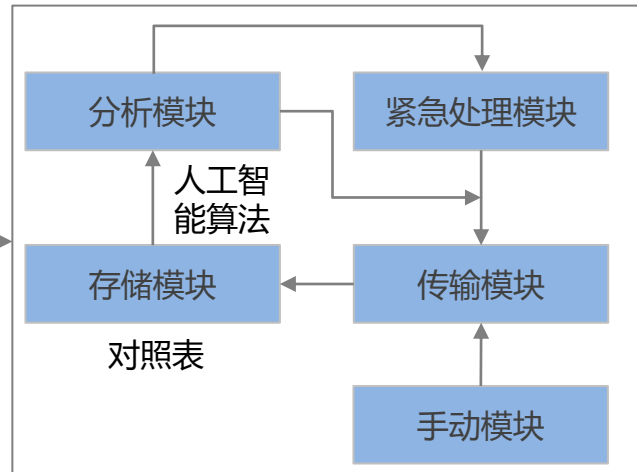 分析模块
紧急处理模块
人工智
能算法
存储模块
传输模块
对照表
手动模块